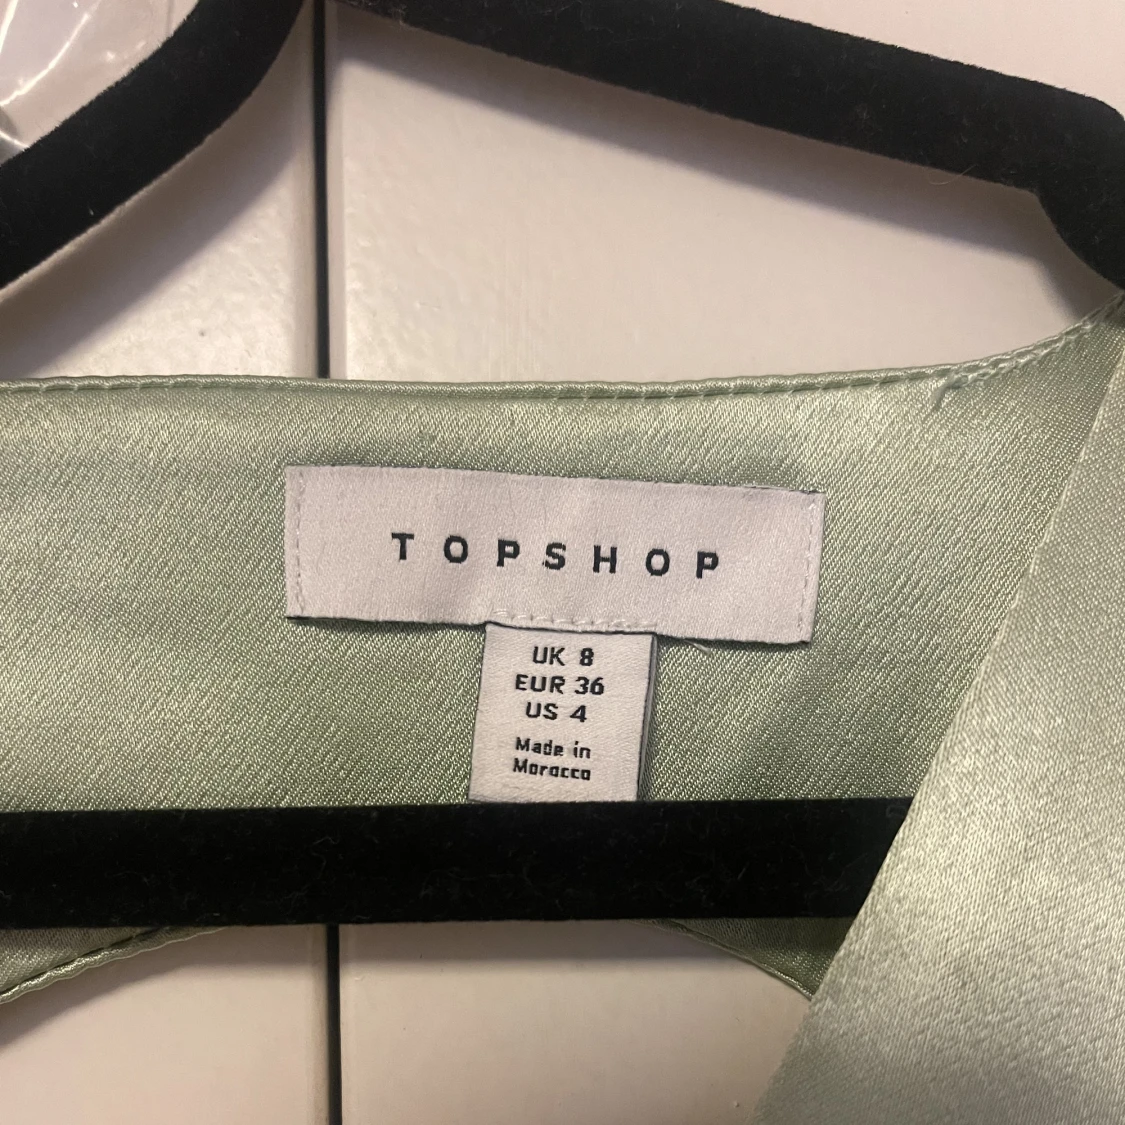 TOPSHOP
UK 8
EUR 36
US 4
Made in
Morocco